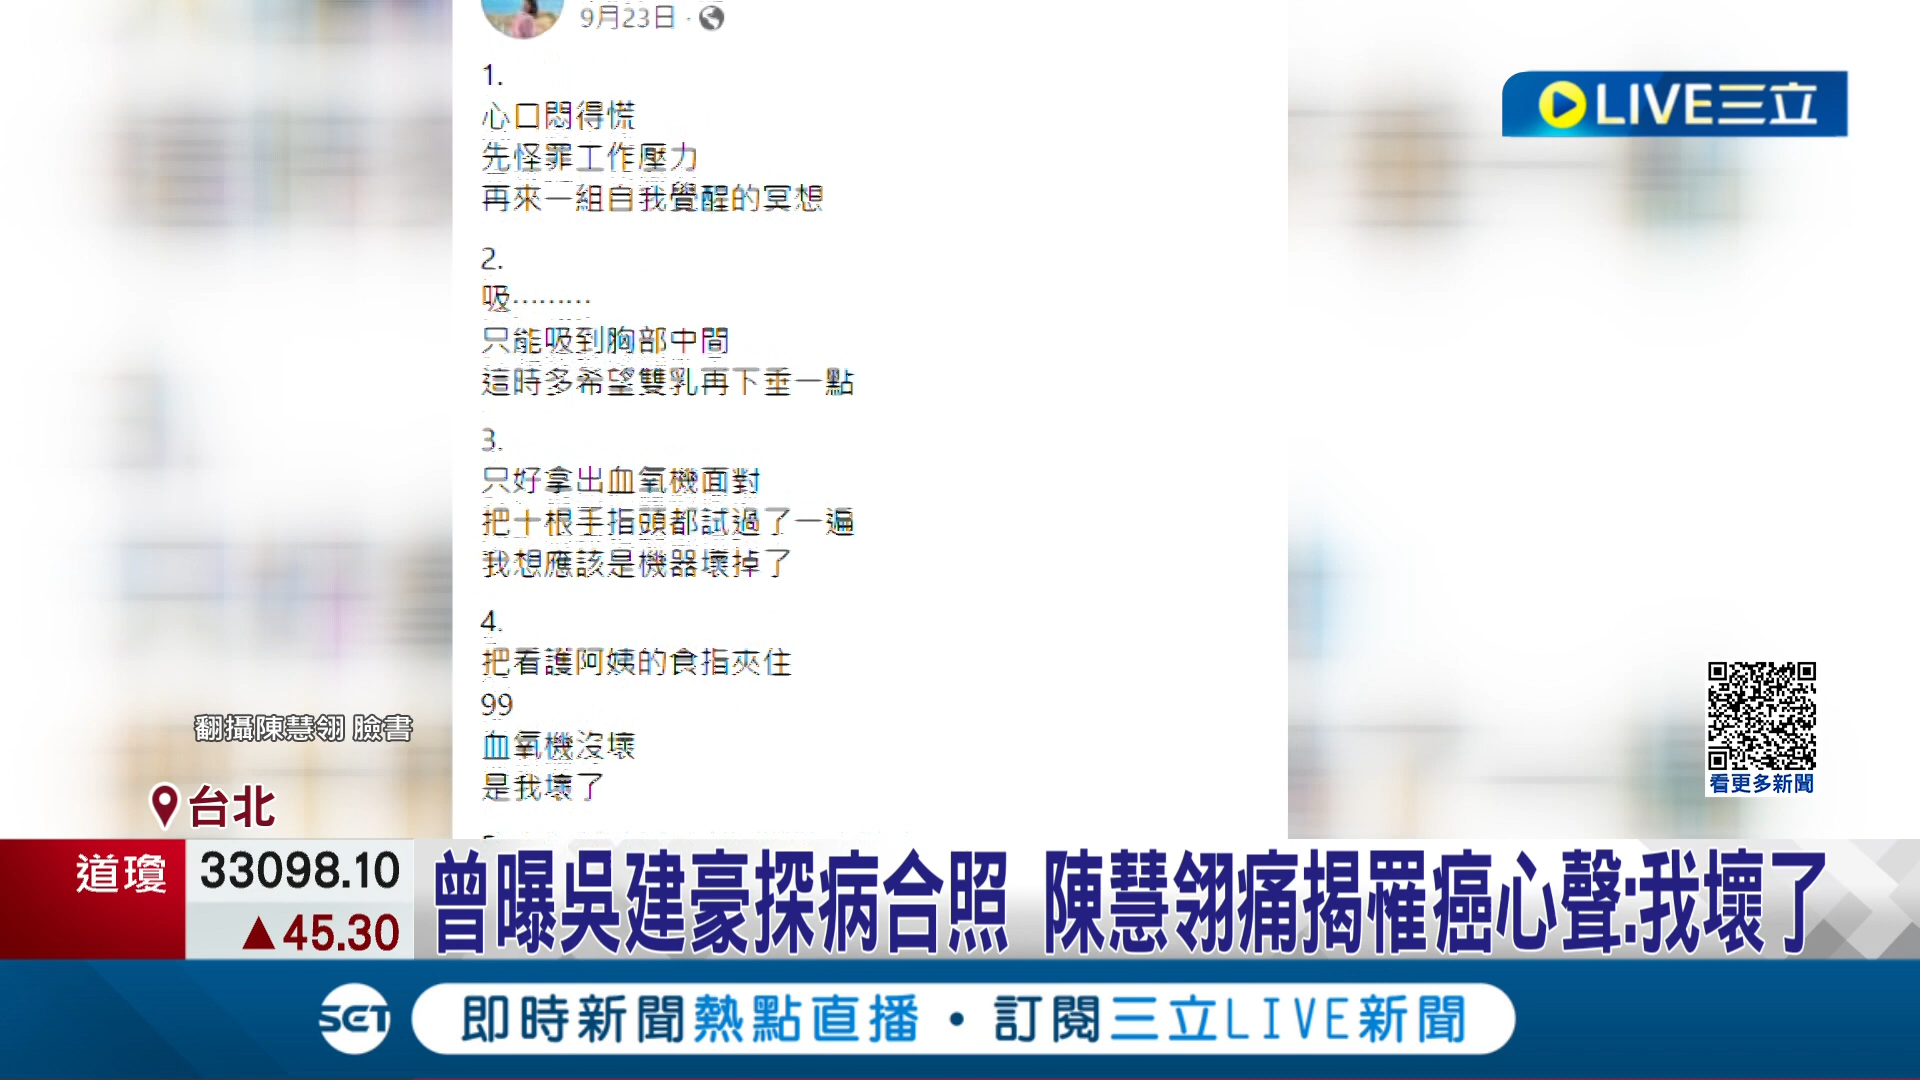 9月23日 ·
LIVE三立
1.
心口悶得慌
先怪罪工作壓力
再來一組自我覺醒的冥想
2.
吸………
只能吸到胸部中間
這時多希望雙乳再下垂一點
3.
只好拿出血氧機面對
把十根手指頭都試過了一遍
我想應該是機器壞掉了
4.
把看護阿姨的食指夾住
99
血氧機沒壞
是我壞了
翻攝陳慧翎 臉書
看更多新聞
台北
道瓊
33098.10
▲45.30
曾曝吳建豪探病合照 陳慧翎痛揭罹癌心聲:我壞了
SET
即時新聞熱點直播 · 訂閱三立LIVE新聞